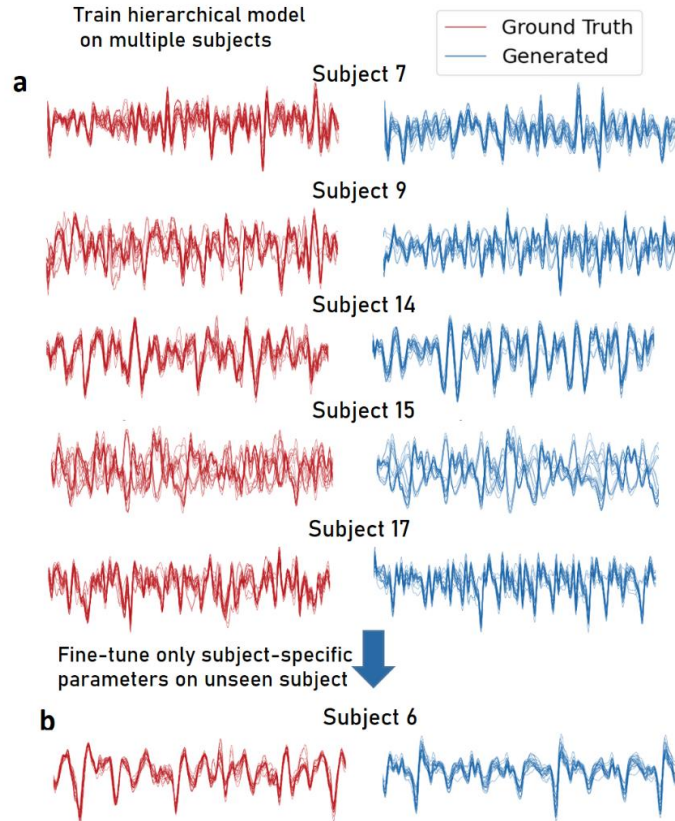 Train hierarchical model
on multiple subjects
Ground Truth
Generated
a
Subject 7
Subject 9
Subject 14
Subject 15
Subject 17
Fine-tune only subject-specific
parameters on unseen subject
b
Subject 6